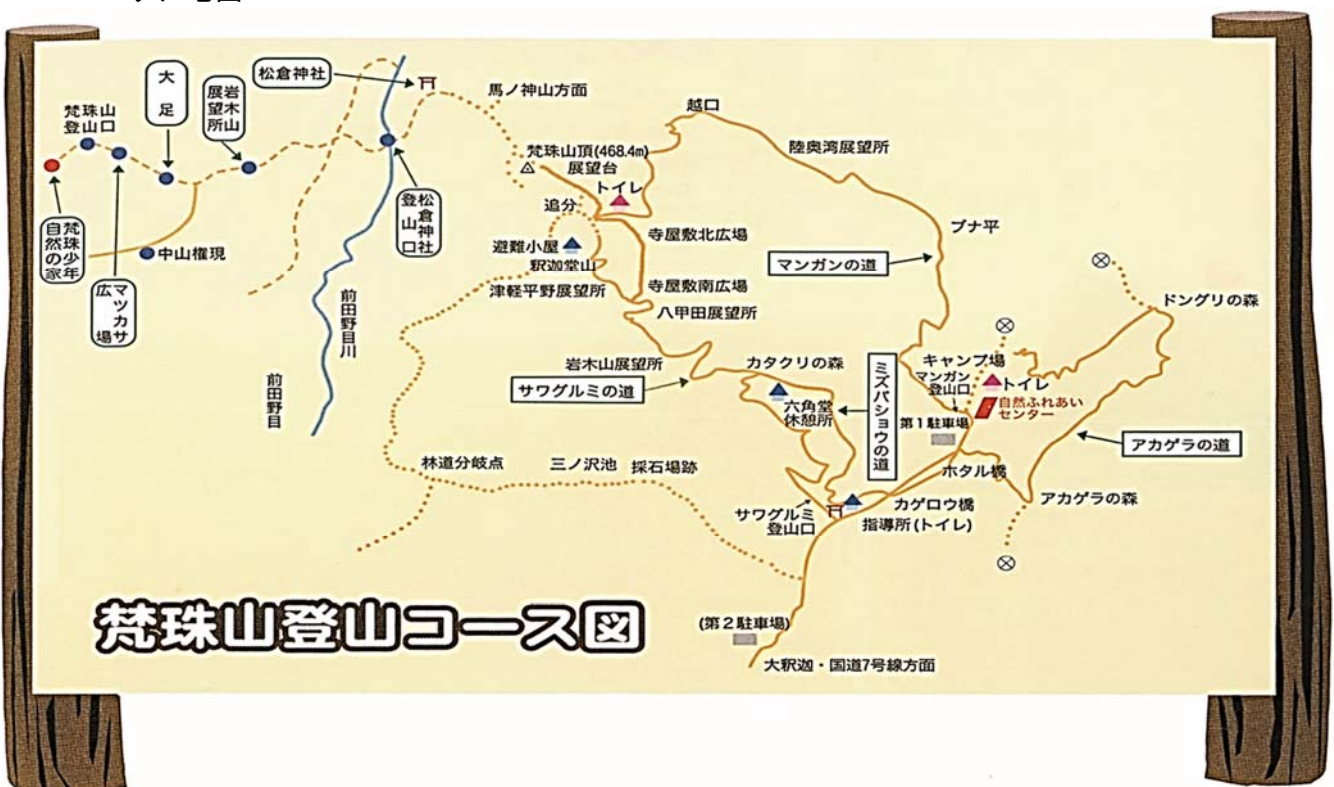 梵珠山
登山口
大足
岩木山
展望所
松倉神社
馬ノ神山方面
越口
梵珠山頂(468.4m)
展望台
トイレ
陸奥湾展望所
追分
避難小屋
釈迦堂山
寺屋敷北広場
ブナ平
梵珠少年
自然の家
マツカサ
広場
中山権現
松倉神社
登山口
津軽平野展望所
寺屋敷南広場
マンガンの道
八甲田展望所
ドングリの森
前田野目川
前田野目
岩木山展望所
サワグルミの道
カタクリの森
六角堂
休憩所
ミズバショウの道
キャンプ場
マンガン
登山口
トイレ
自然ふれあい
センター
第1駐車場
アカゲラの道
林道分岐点
三ノ沢池
採石場跡
ホタル橋
アカゲラの森
サワグルミ
登山口
カゲロウ橋
指導所(トイレ)
梵珠山登山コース図
(第2駐車場)
大釈迦・国道7号線方面